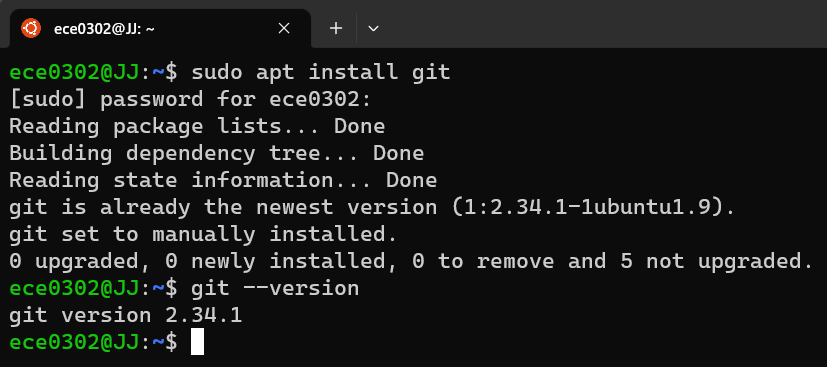 ece0302@JJ: ~
ece0302@JJ:~$ sudo apt install git
[sudo] password for ece0302:
Reading package lists... Done
Building dependency tree... Done
Reading state information... Done
git is already the newest version (1:2.34.1-1ubuntu1.9).
git set to manually installed.
0 upgraded, 0 newly installed, 0 to remove and 5 not upgraded.
ece0302@JJ:~$ git --version
git version 2.34.1
ece0302@JJ:~$